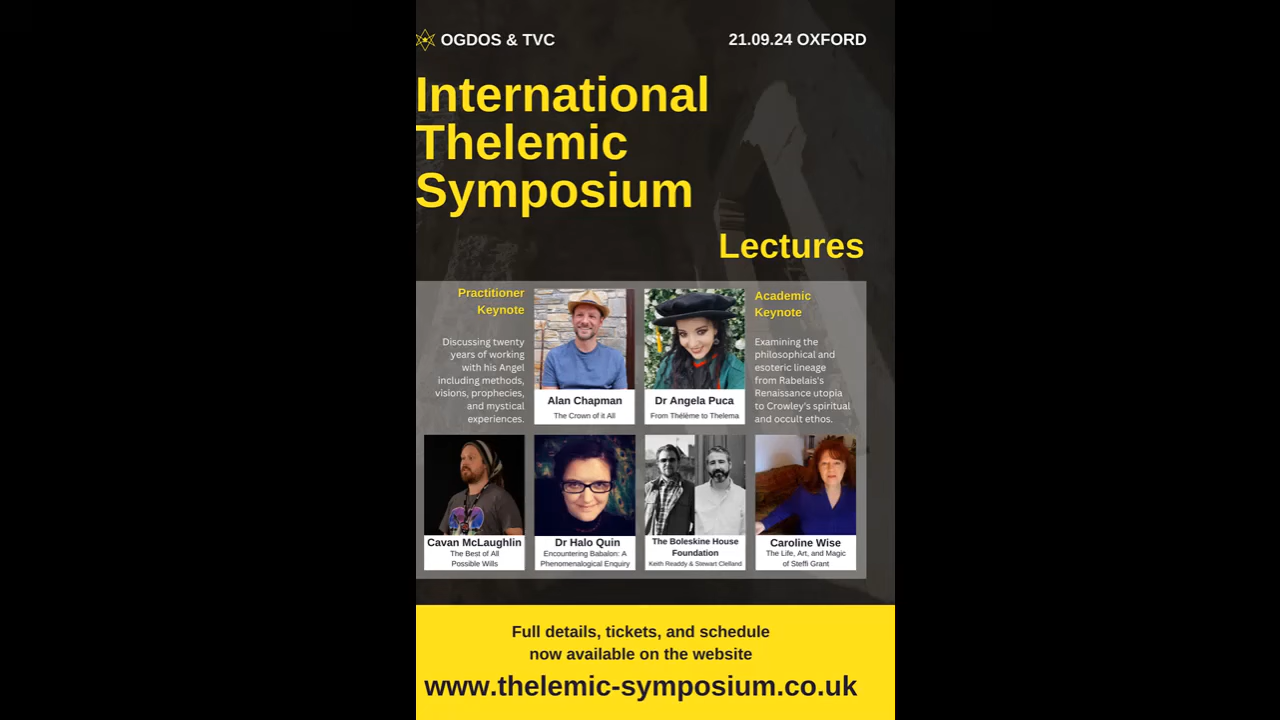 OGDOS & TVC
21.09.24 OXFORD
International
Thelemic
Symposium
Lectures
Practitioner
Keynote
Discussing twenty
years of working
with his Angel
including methods,
visions, prophecies,
and mystical
experiences.
Alan Chapman
The Crown of it All
Dr Angela Puca
From Thélème to Thelema
Academic
Keynote
Examining the
philosophical and
esoteric lineage
from Rabelais's
Renaissance utopia
to Crowley's spiritual
and occult ethos.
Cavan McLaughlin
The Best of All
Possible Wills
Dr Halo Quin
Encountering Babalon: A
Phenomenalogical Enquiry
The Boleskine House
Foundation
Keith Readdy & Stewart Clelland
Caroline Wise
The Life, Art, and Magic
of Steffi Grant
Full details, tickets, and schedule
now available on the website
www.thelemic-symposium.co.uk